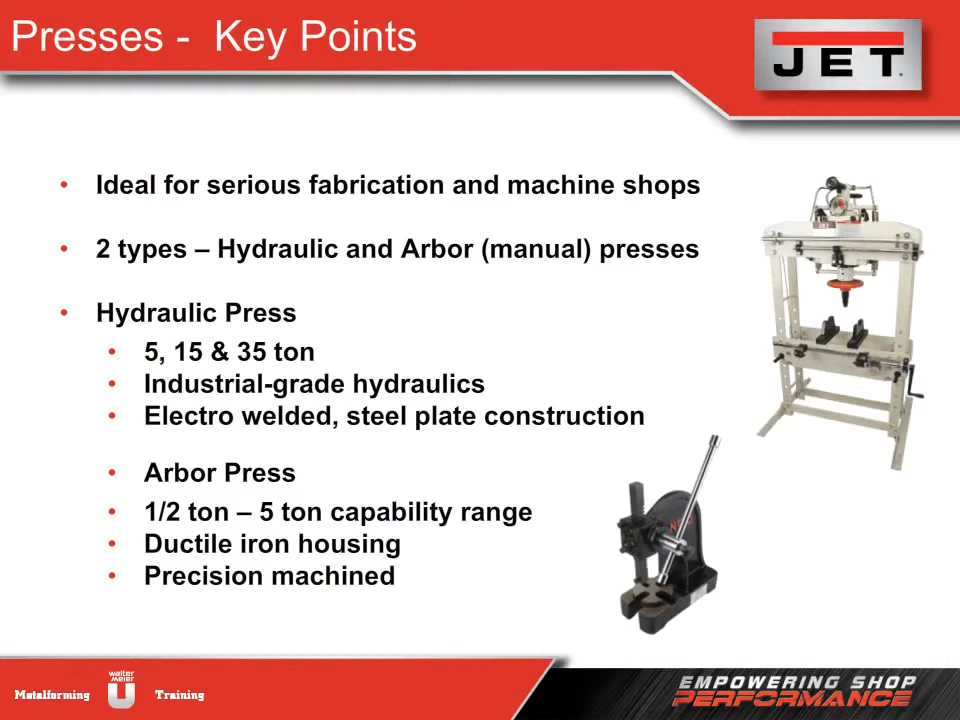 Presses -  Key Points
JET
• Ideal for serious fabrication and machine shops
• 2 types – Hydraulic and Arbor (manual) presses
• Hydraulic Press
• 5, 15 & 35 ton
• Industrial-grade hydraulics
• Electro welded, steel plate construction
• Arbor Press
• 1/2 ton – 5 ton capability range
• Ductile iron housing
• Precision machined
Metalforming
walter
meier
Training
EMPOWERING SHOP
PERFORMANCE